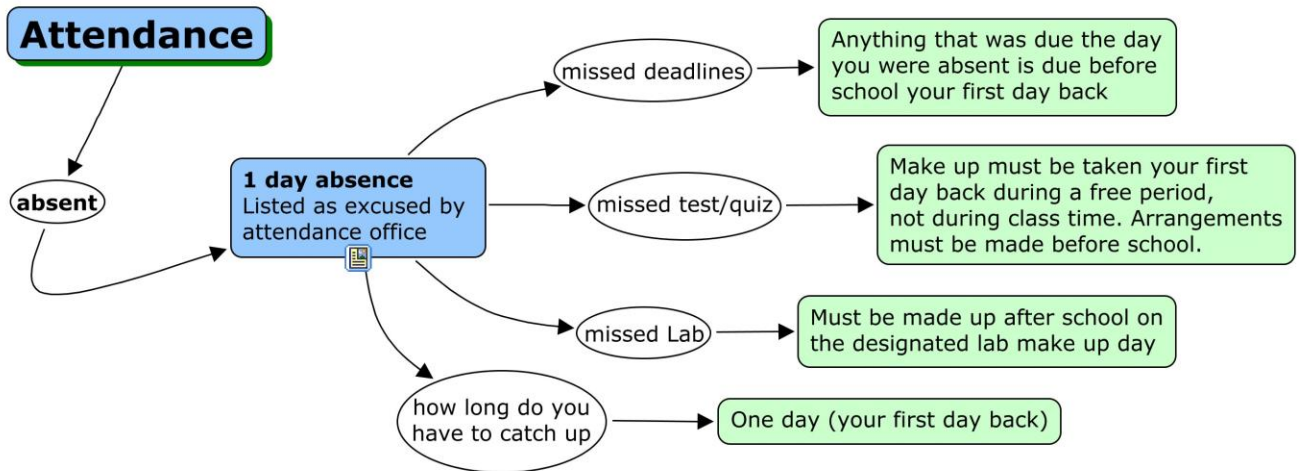 Attendance
absent
1 day absence
Listed as excused by
attendance office
missed deadlines
Anything that was due the day
you were absent is due before
school your first day back
missed test/quiz
Make up must be taken your first
day back during a free period,
not during class time. Arrangements
must be made before school.
missed Lab
Must be made up after school on
the designated lab make up day
how long do you
have to catch up
One day (your first day back)